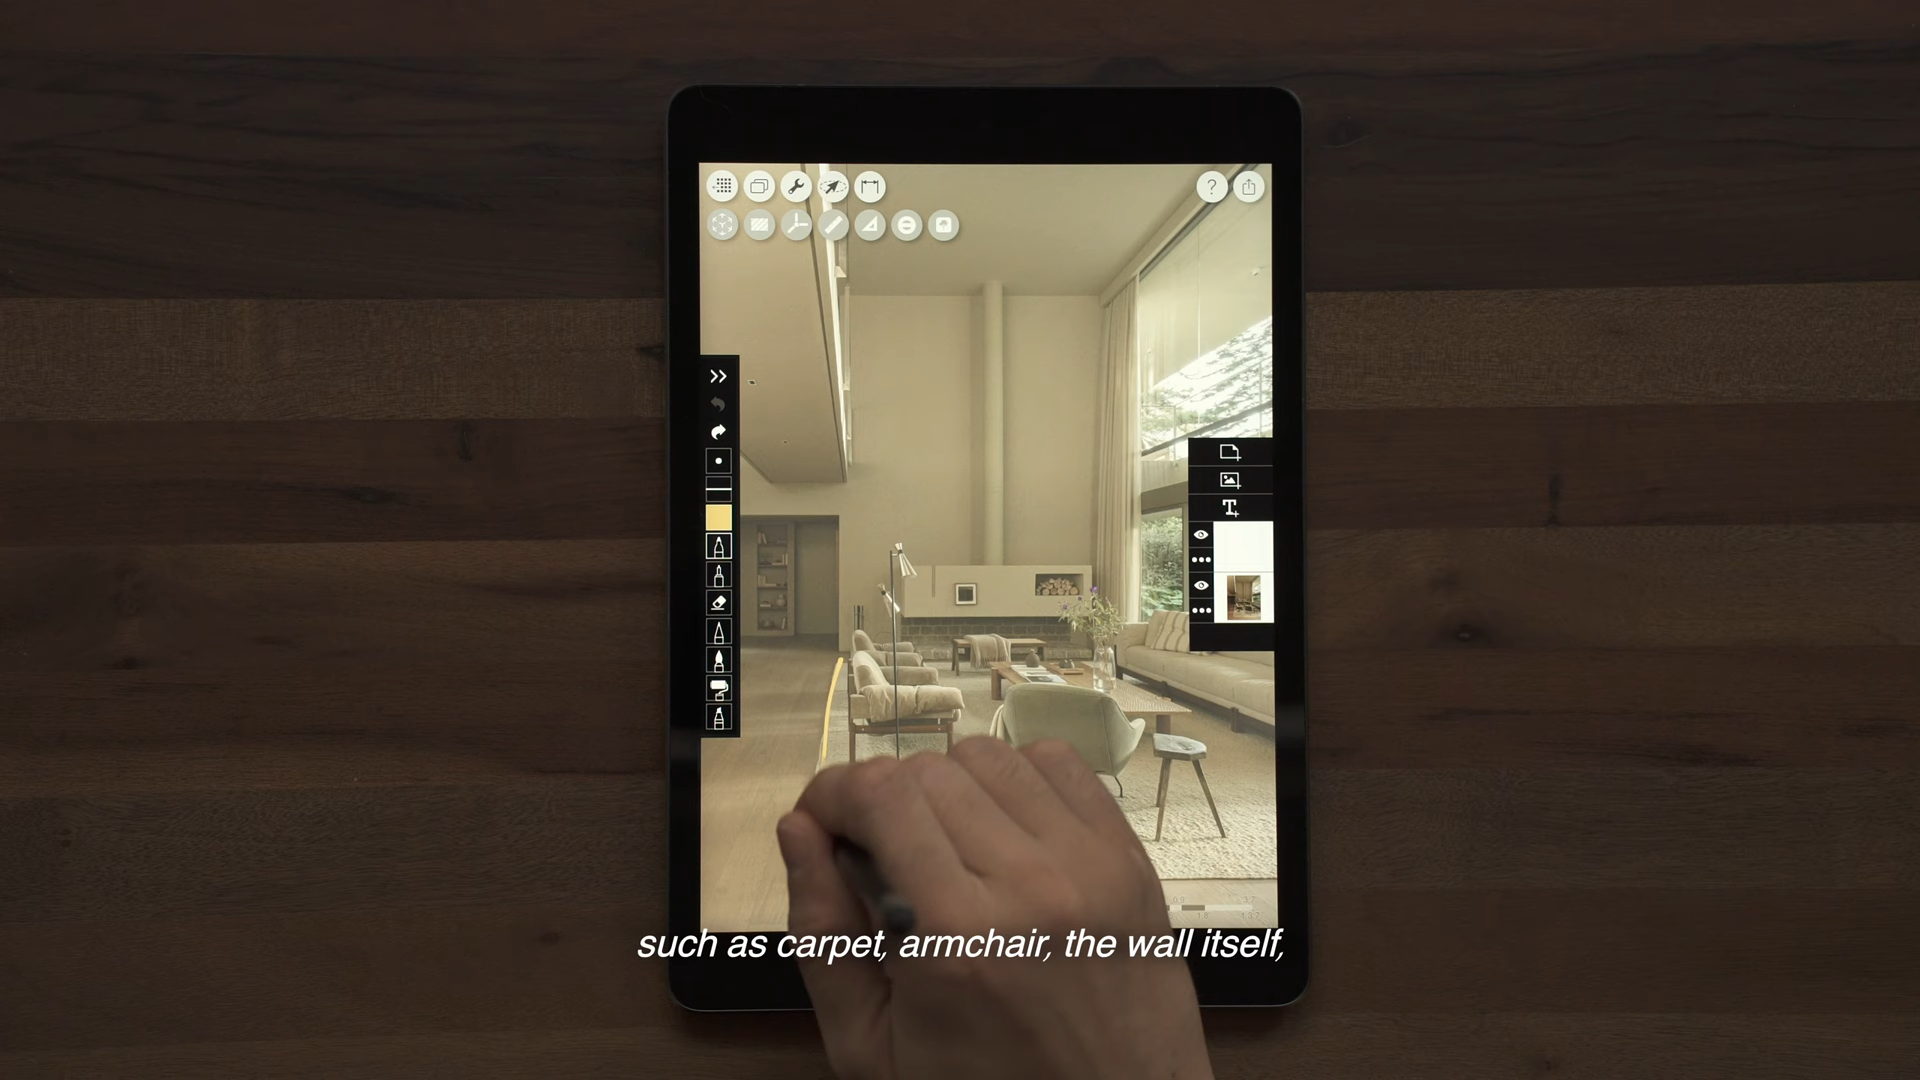 ?
T+
such as carpet, armchair, the wall itself,